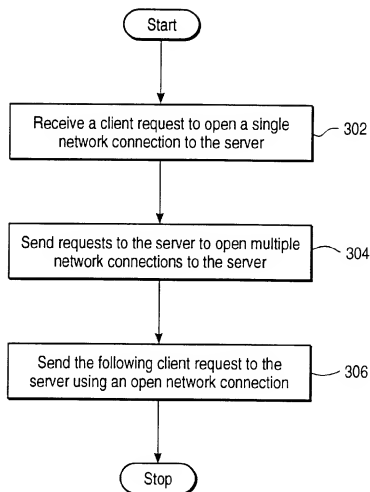 Start
Receive a client request to open a single
network connection to the server
302
Send requests to the server to open multiple
network connections to the server
304
Send the following client request to the
server using an open network connection
306
Stop